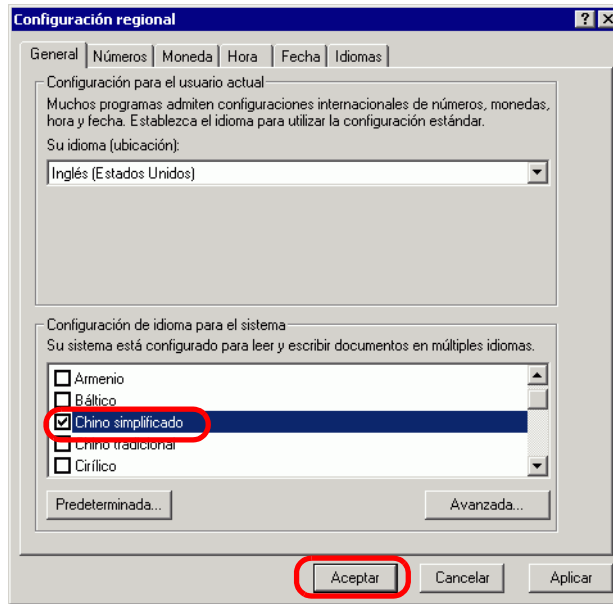 Configuración regional
General Números Moneda Hora Fecha Idiomas
Configuración para el usuario actual
Muchos programas admiten configuraciones internacionales de números, monedas,
hora y fecha. Establezca el idioma para utilizar la configuración estándar.
Su idioma (ubicación):
Inglés (Estados Unidos)
Configuración de idioma para el sistema
Su sistema está configurado para leer y escribir documentos en múltiples idiomas.
Armenio
Báltico
Chino simplificado
Chino tradicional
Cirílico
Predeterminada... Avanzada...
Aceptar Cancelar Aplicar